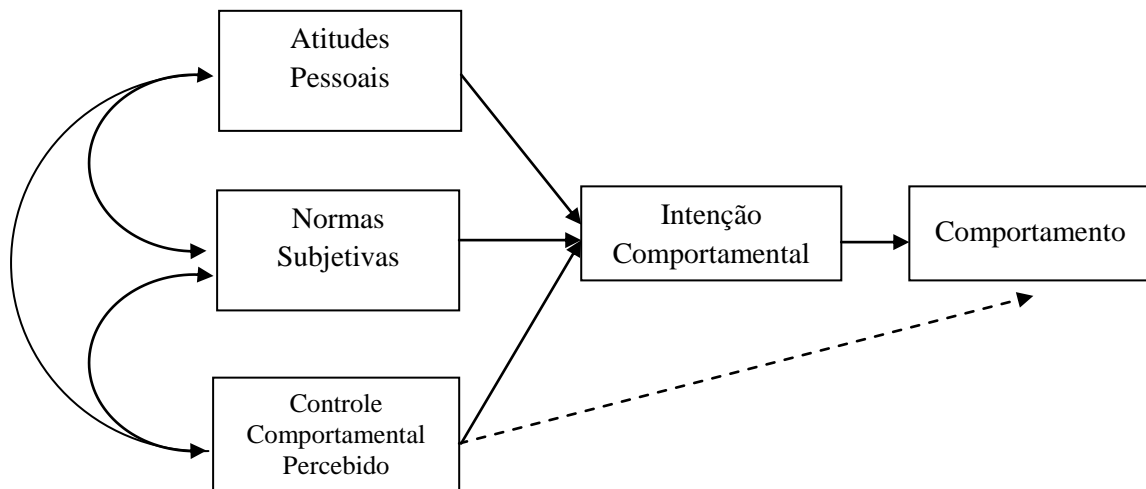 Atitudes
Pessoais
Normas
Subjetivas
Controle
Comportamental
Percebido
Intenção
Comportamental
Comportamento